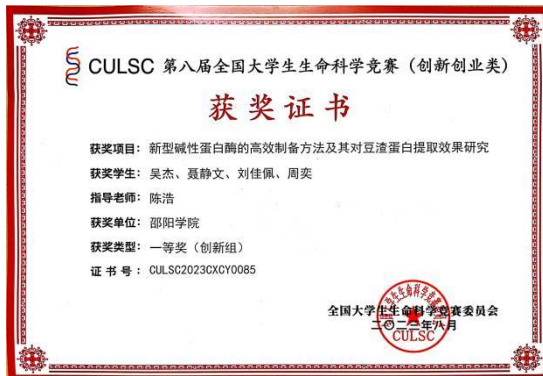 CULSC 第八届全国大学生生命科学竞赛（创新创业类）
获奖证书
获奖项目：新型碱性蛋白酶的高效制备方法及其对豆渣蛋白提取效果研究
获奖学生：吴杰、聂静文、刘佳佩、周奕
指导老师：陈浩
获奖单位：邵阳学院
获奖类型：一等奖（创新组）
证书号：CULSC2023CXCY0085
全国大学生生命科学竞赛委员会
二〇二三年八月
CULSC